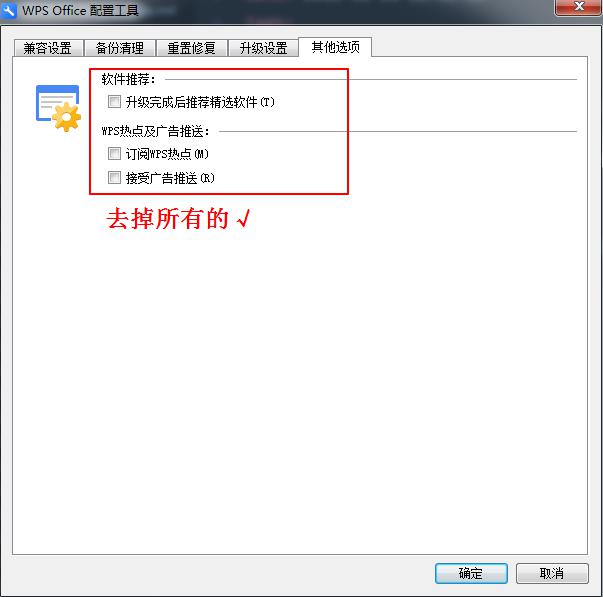 WPS Office 配置工具
兼容设置 备份清理 重置修复 升级设置 其他选项
软件推荐：
升级完成后推荐精选软件(T)
WPS热点及广告推送：
订阅WPS热点(M)
接受广告推送(R)
去掉所有的 √
确定 取消